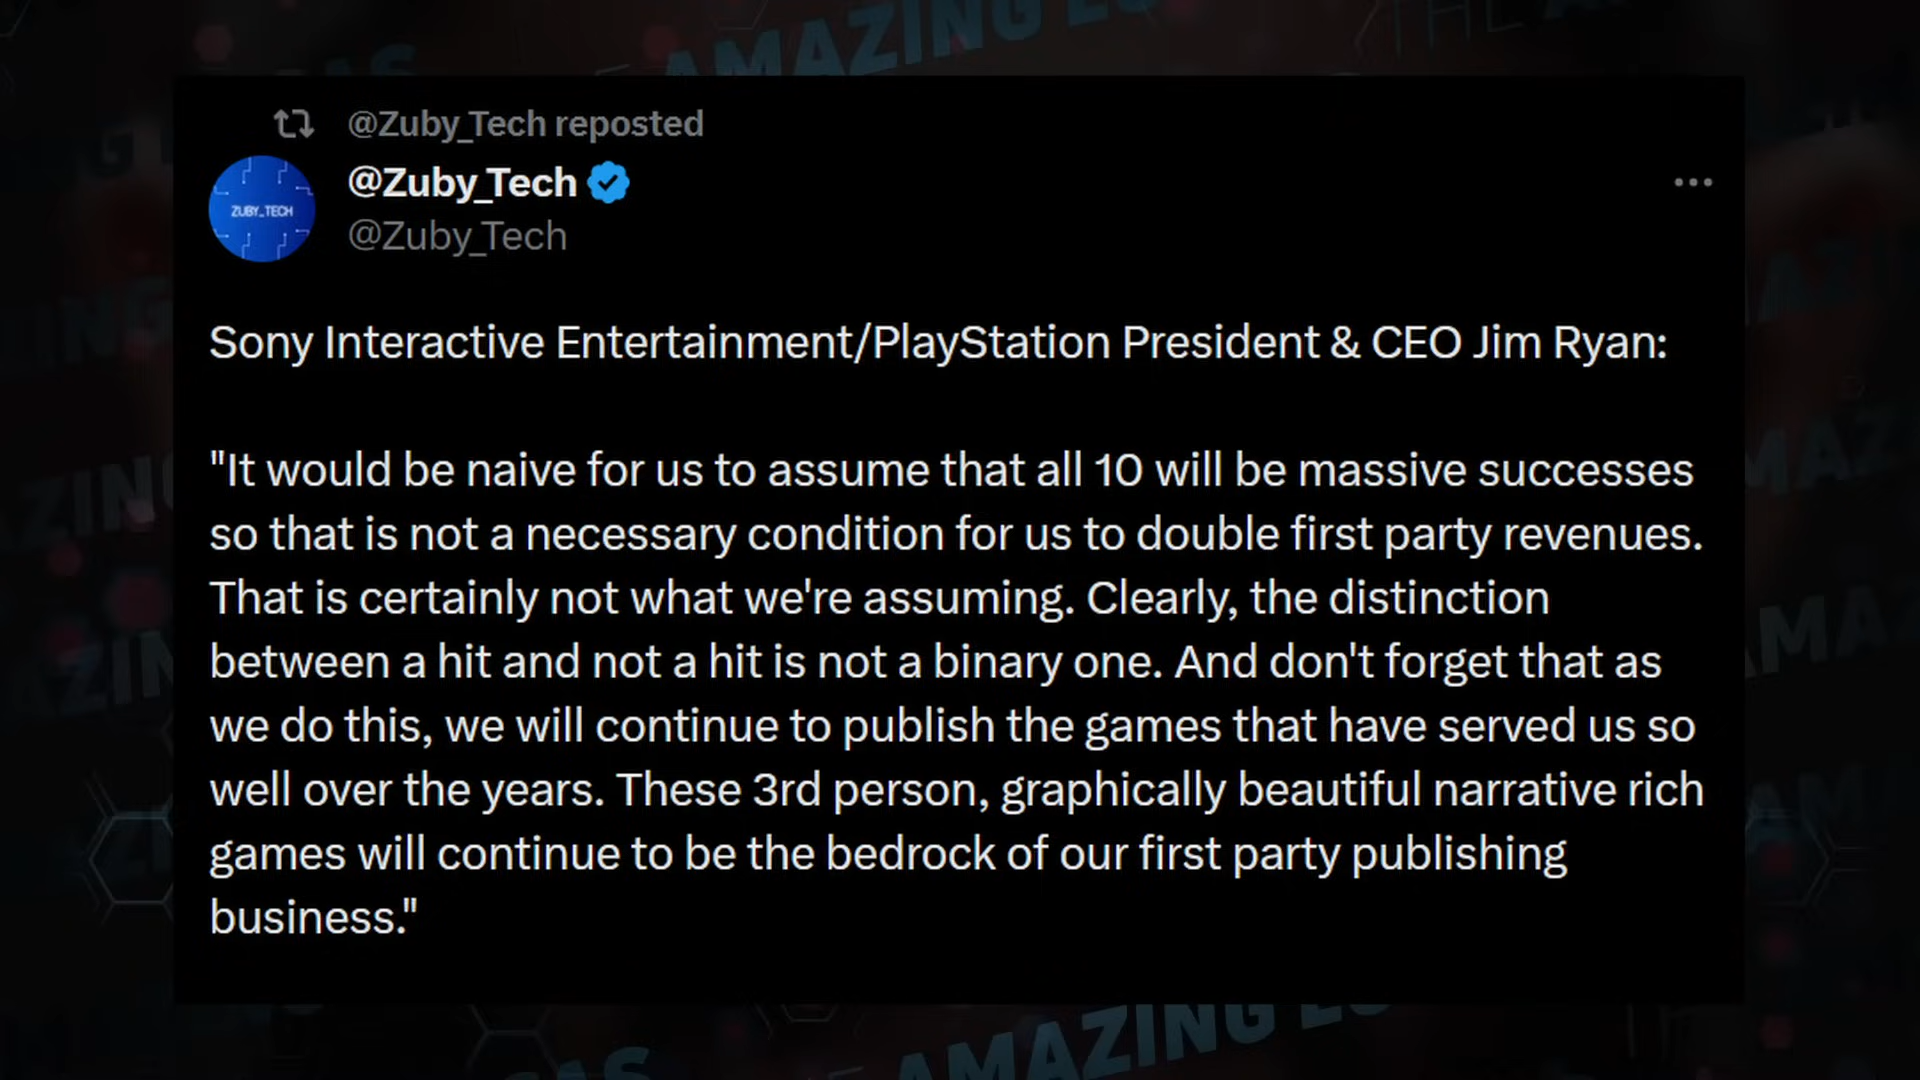 AMAZING
THE
@Zuby_Tech reposted
ZUBY_TECH
@Zuby_Tech
@Zuby_Tech
Sony Interactive Entertainment/PlayStation President & CEO Jim Ryan:
"It would be naive for us to assume that all 10 will be massive successes
so that is not a necessary condition for us to double first party revenues.
That is certainly not what we're assuming. Clearly, the distinction
between a hit and not a hit is not a binary one. And don't forget that as
we do this, we will continue to publish the games that have served us so
well over the years. These 3rd person, graphically beautiful narrative rich
games will continue to be the bedrock of our first party publishing
business."
AMAZING